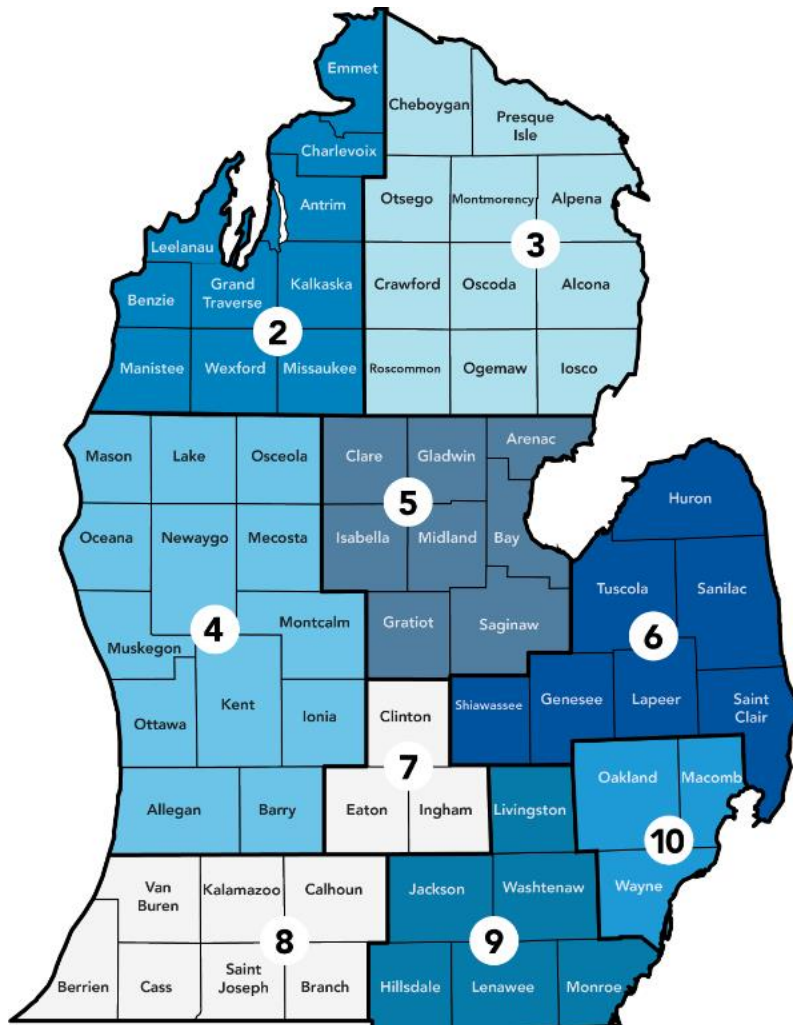 Emmet
Cheboygan
Presque
Isle
Charlevoix
Antrim
Otsego
Montmorency
Alpena
Leelanau
3
Benzie
Grand
Traverse
Kalkaska
Crawford
Oscoda
Alcona
2
Manistee
Wexford
Missaukee
Roscommon
Ogemaw
Iosco
Mason
Lake
Osceola
Clare
Gladwin
Arenac
5
Huron
Oceana
Newaygo
Mecosta
Isabella
Midland
Bay
Tuscola
Sanilac
Muskegon
4
Montcalm
Gratiot
Saginaw
6
Ottawa
Kent
Ionia
Clinton
Shiawassee
Genesee
Lapeer
Saint
Clair
7
Allegan
Barry
Eaton
Ingham
Livingston
Oakland
Macomb
10
Van
Buren
Kalamazoo
Calhoun
Jackson
Washtenaw
Wayne
8
9
Berrien
Cass
Saint
Joseph
Branch
Hillsdale
Lenawee
Monroe